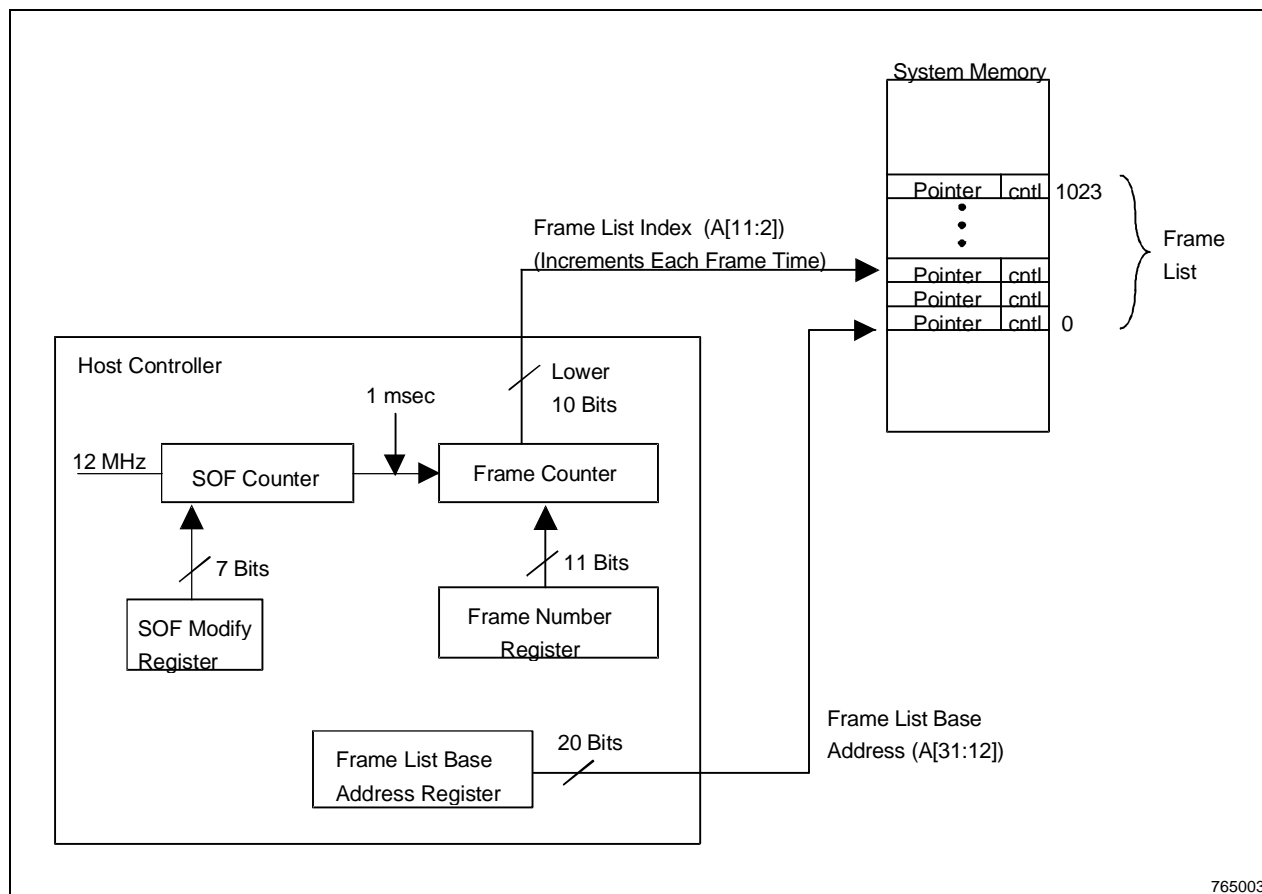 System Memory
Pointer cntl 1023
Frame List Index (A[11:2])
(Increments Each Frame Time)
Frame
List
Pointer cntl
Pointer cntl
Pointer cntl 0
Host Controller
Lower
10 Bits
1 msec
12 MHz
SOF Counter
Frame Counter
7 Bits
11 Bits
SOF Modify
Register
Frame Number
Register
Frame List Base
Address (A[31:12])
20 Bits
Frame List Base
Address Register
765003